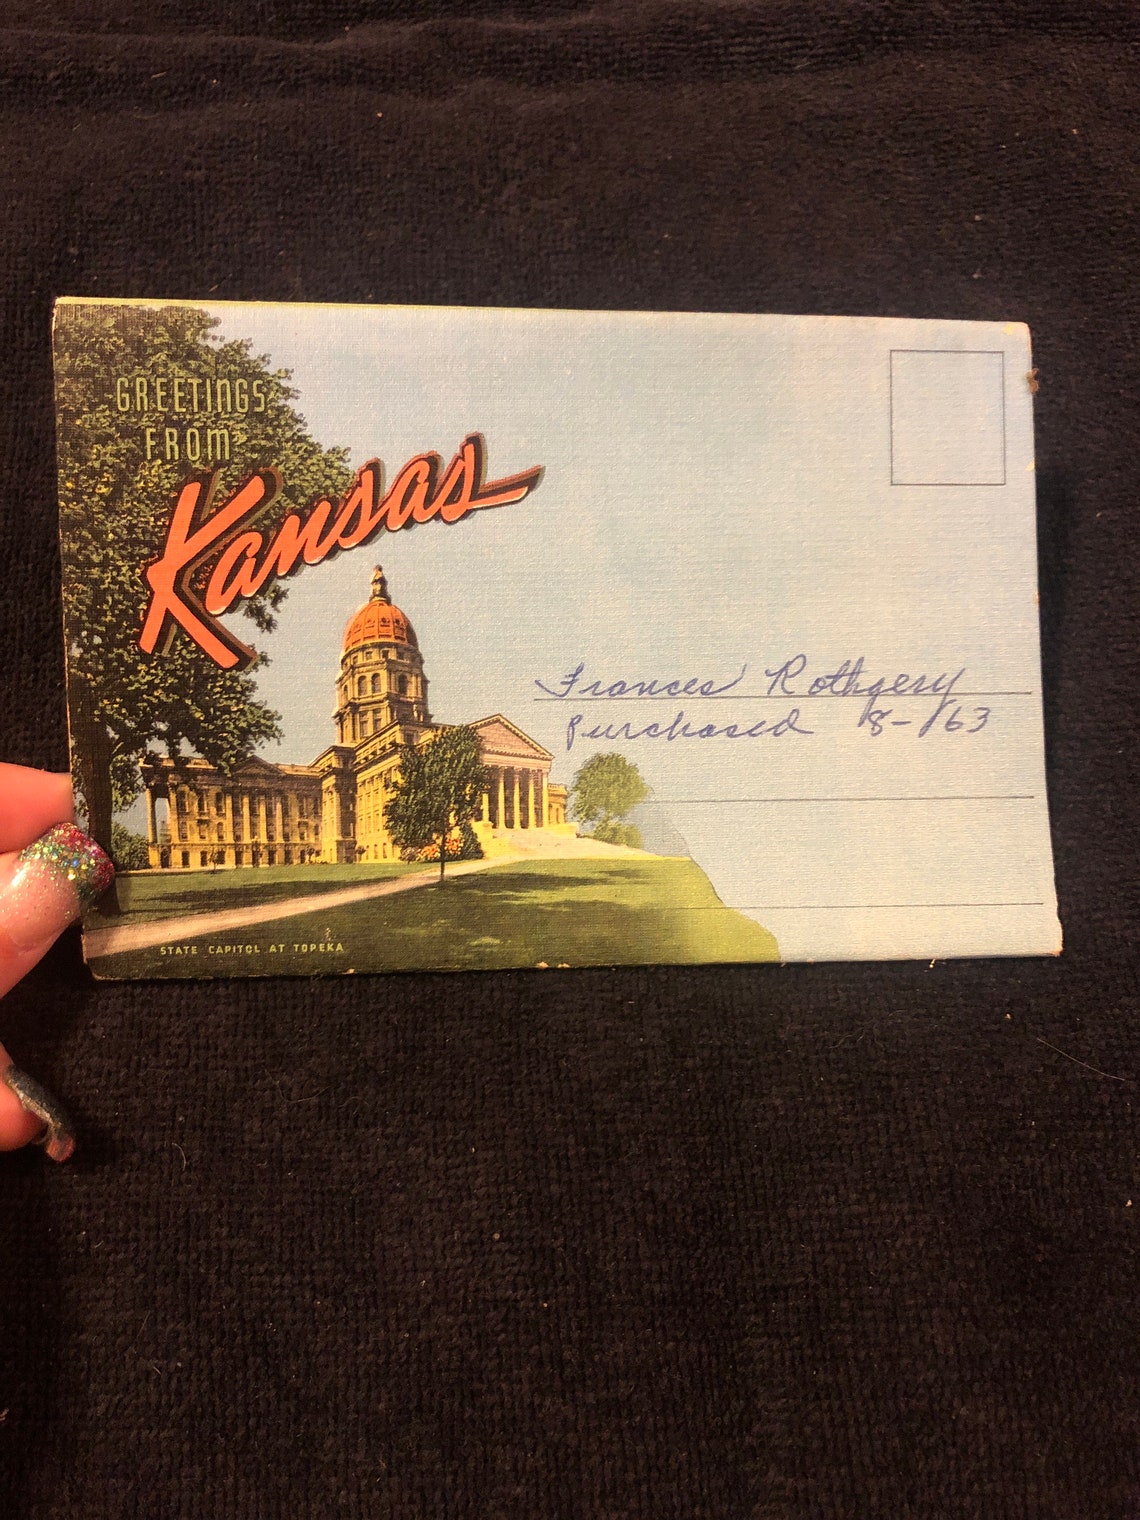 GREETINGS
FROM
Kansas
Frances Rothgery
Purchased 8-/63
STATE CAPITOL AT TOPEKA